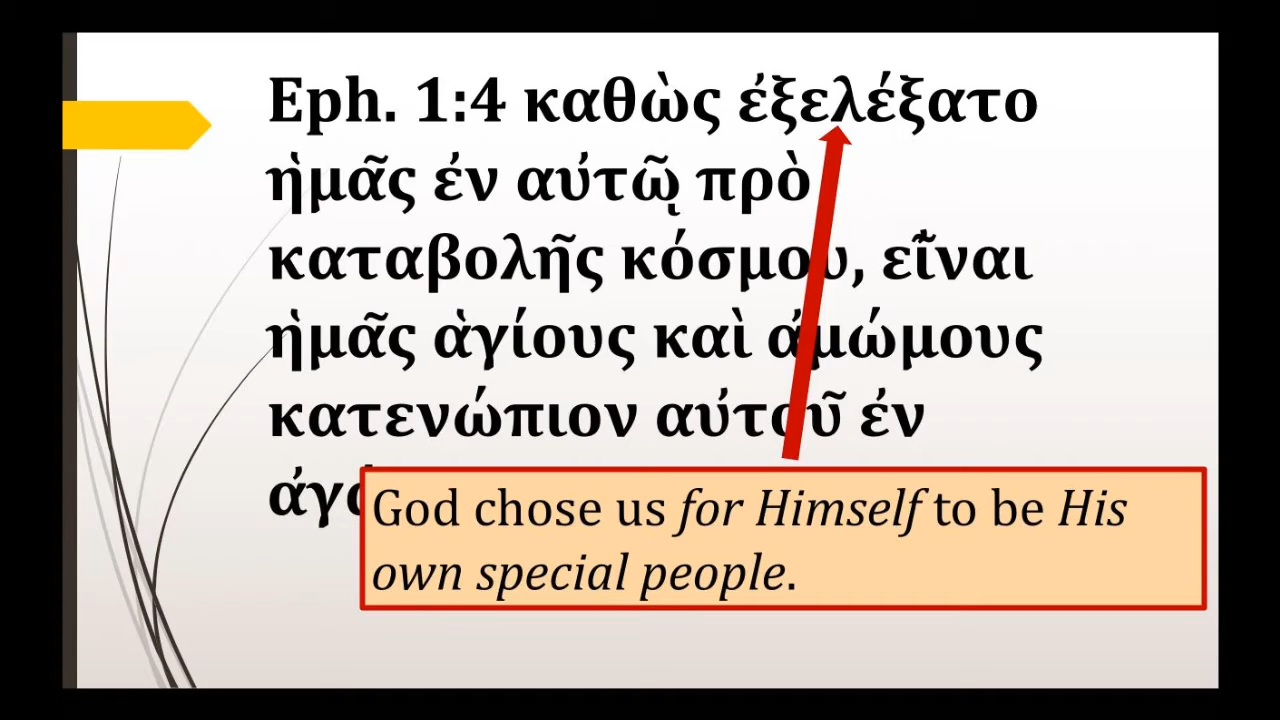 Eph. 1:4 καθὼς ἐξελέξατο
ἡμᾶς ἐν αὐτῷ πρὸ
καταβολῆς κόσμου, εἶναι
ἡμᾶς ἁγίους καὶ ἀμώμους
κατενώπιον αὐτοῦ ἐν
God chose us for Himself to be His
own special people.